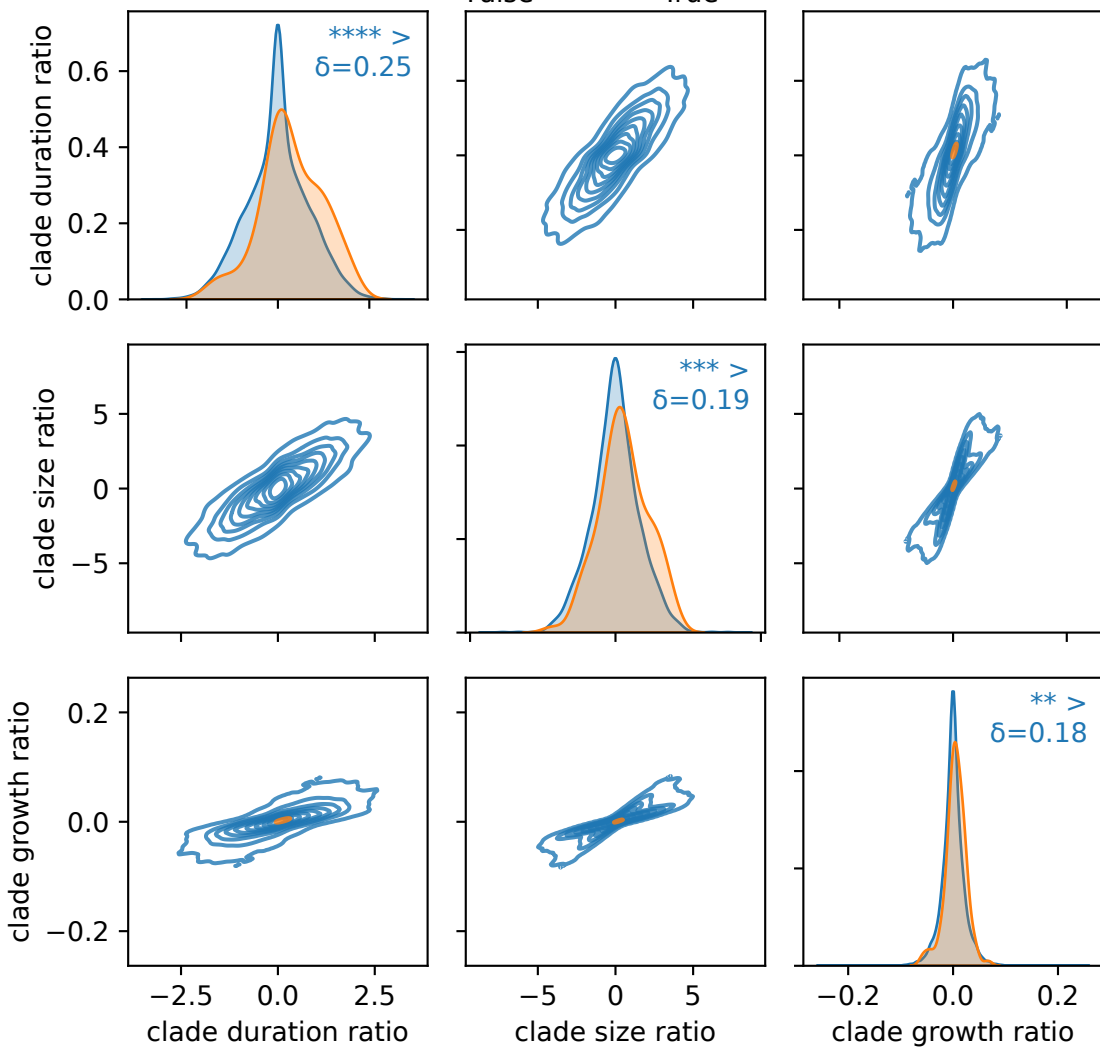 True
clade duration ratio
0.6
0.4
0.2
0.0
**** >
δ=0.25
clade size ratio
5
0
−5
*** >
δ=0.19
clade growth ratio
0.2
0.0
−0.2
** >
δ=0.18
−2.5 0.0 2.5
−5 0 5
−0.2 0.0 0.2
clade duration ratio
clade size ratio
clade growth ratio